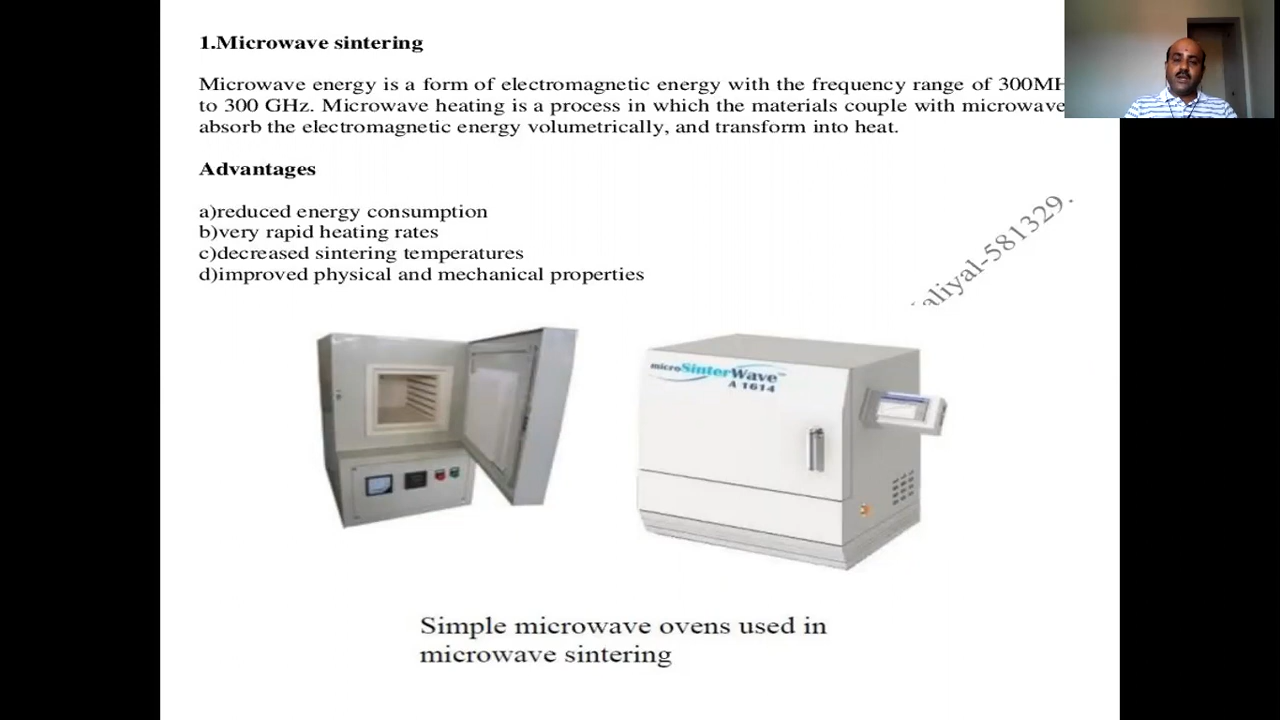 1.Microwave sintering
Microwave energy is a form of electromagnetic energy with the frequency range of
to 300 GHz. Microwave heating is a process in which the materials couple with microwave
absorb the electromagnetic energy volumetrically, and transform into heat.
Advantages
a)reduced energy consumption
b)very rapid heating rates
c)decreased sintering temperatures
d)improved physical and mechanical properties
aliyal-581329.
microSinterWave™
A 1614
Simple microwave ovens used in
microwave sintering